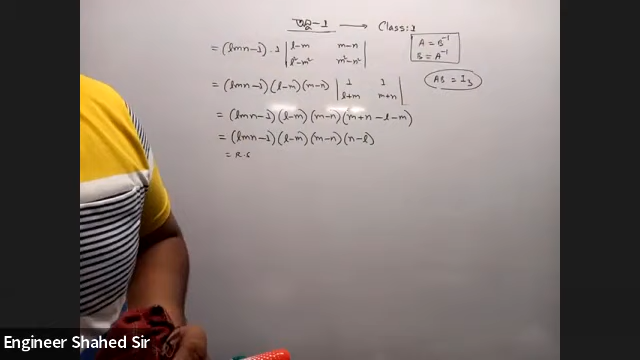 অনু-১ → Class: 1
= (lmn-1) . 1 | l-m m-n |
| l²-m² m²-n² |
A = B⁻¹
B = A⁻¹
= (lmn-1)(l-m)(m-n) | 1 1 |
| l+m m+n |
AB = I₃
= (lmn-1)(l-m)(m-n)(m+n-l-m)
= (lmn-1)(l-m)(m-n)(n-l)
= R.S
Engineer Shahed Sir